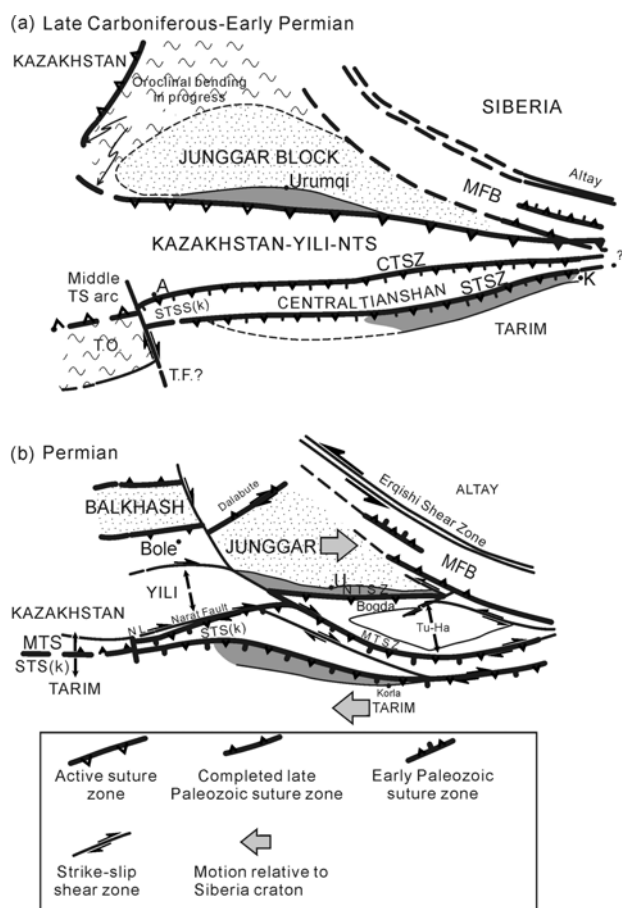 (a) Late Carboniferous-Early Permian
KAZAKHSTAN
Oroclinal bending
in progress
SIBERIA
JUNGGAR BLOCK
Urumqi
Altay
MFB
KAZAKHSTAN-YILI-NTS
?
Middle
TS arc
A
CTSZ
STSS(k)
CENTRALTIANSHAN
STSZ
K
TARIM
T.O.
T.F.?
(b) Permian
BALKHASH
Dalabute
Erqishi Shear Zone
ALTAY
Bole
JUNGGAR
MFB
YILI
U
NTSZ
Bogda
KAZAKHSTAN
Narat Fault
Tu-Ha
MTS
N.L
STS(k)
MTSZ
STS(k)
TARIM
Korla
TARIM
Active suture
zone
Completed late
Paleozoic suture zone
Early Paleozoic
suture zone
Strike-slip
shear zone
Motion relative to
Siberia craton